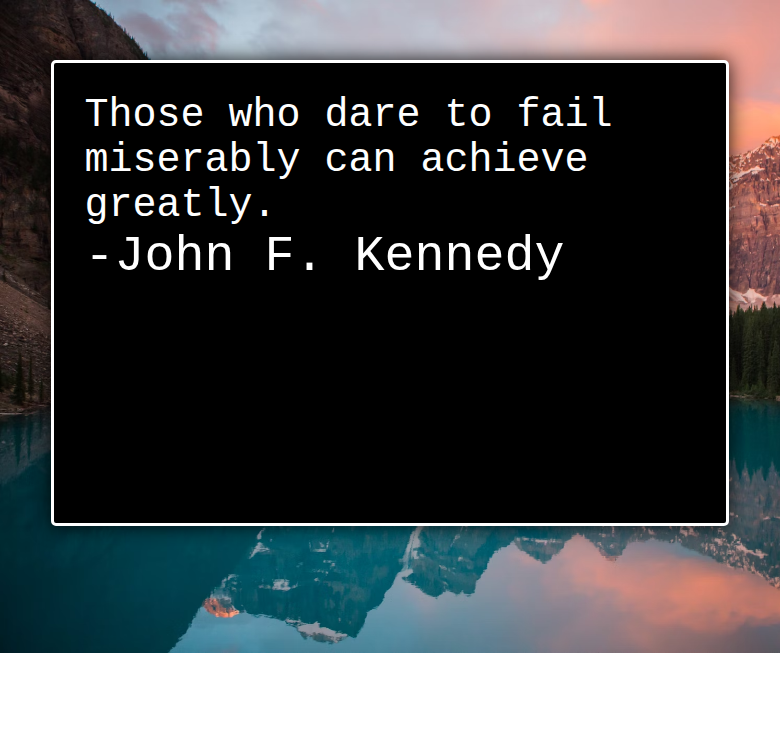 Those who dare to fail
miserably can achieve
greatly.
-John F. Kennedy